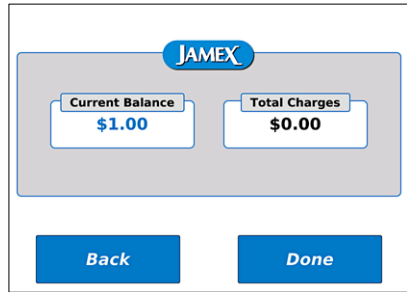 JAMEX
Current Balance
$1.00
Total Charges
$0.00
Back
Done